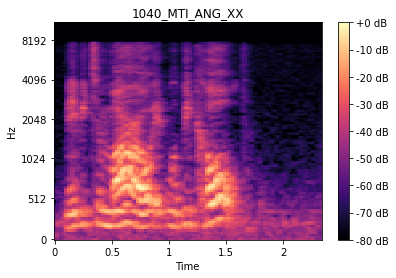 1040_MTI_ANG_XX
+0 dB
8192
-10 dB
4096
-20 dB
-30 dB
2048
Hz
-40 dB
1024
-50 dB
512
-60 dB
-70 dB
0
-80 dB
0 0.5 1 1.5 2
Time